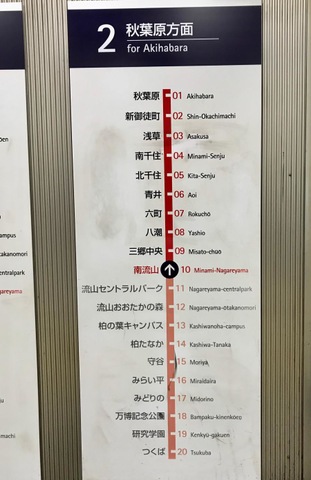 2 秋葉原方面
for Akihabara
秋葉原 01 Akihabara
新御徒町 02 Shin-Okachimachi
浅草 03 Asakusa
南千住 04 Minami-Senju
北千住 05 Kita-Senju
青井 06 Aoi
六町 07 Rokuchō
八潮 08 Yashio
三郷中央 09 Misato-chūō
南流山 10 Minami-Nagareyama
流山セントラルパーク 11 Nagareyama-centralpark
流山おおたかの森 12 Nagareyama-ōtakanomori
柏の葉キャンパス 13 Kashiwanoha-campus
柏たなか 14 Kashiwa-Tanaka
守谷 15 Moriya
みらい平 16 Miraidaira
みどりの 17 Midorino
万博記念公園 18 Bampaku-kinenkōen
研究学園 19 Kenkyū-gakuen
つくば 20 Tsukuba